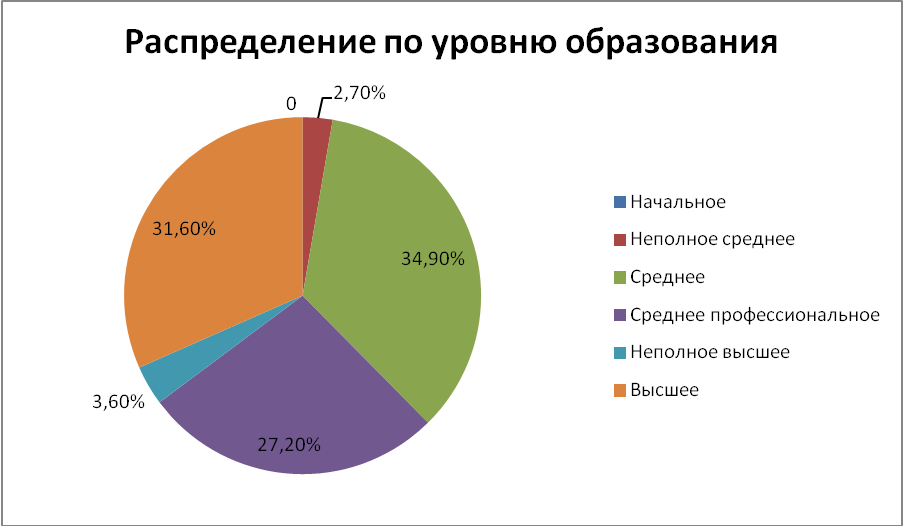 Распределение по уровню образования
0
2,70%
34,90%
27,20%
3,60%
31,60%
Начальное
Неполное среднее
Среднее
Среднее профессиональное
Неполное высшее
Высшее